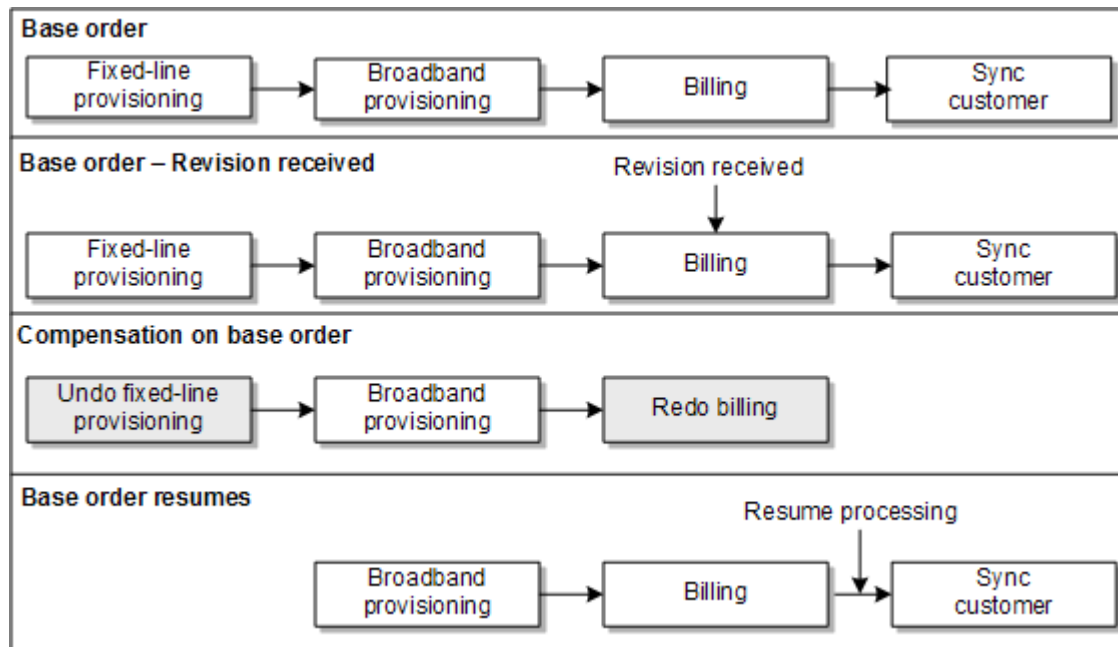 Base order
Fixed-line
provisioning
Broadband
provisioning
Billing
Sync
customer
Base order – Revision received
Revision received
Fixed-line
provisioning
Broadband
provisioning
Billing
Sync
customer
Compensation on base order
Undo fixed-line
provisioning
Broadband
provisioning
Redo billing
Base order resumes
Resume processing
Broadband
provisioning
Billing
Sync
customer